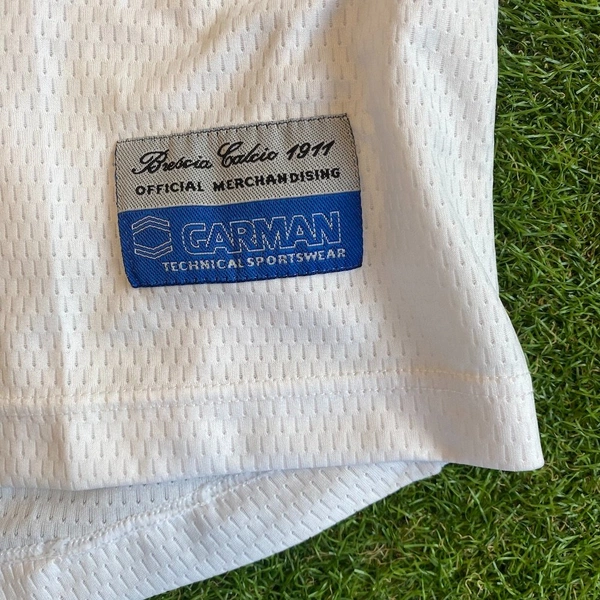 Brescia Calcio 1911
OFFICIAL MERCHANDISING
GARMAN
TECHNICAL SPORTSWEAR